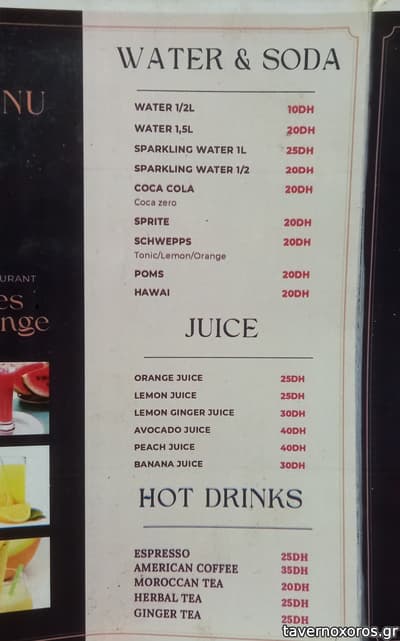 NU
URANT
es
nge
WATER & SODA
WATER 1/2L 10DH
WATER 1,5L 20DH
SPARKLING WATER 1L 25DH
SPARKLING WATER 1/2 20DH
COCA COLA 20DH
Coca zero
SPRITE 20DH
SCHWEPPS 20DH
Tonic/Lemon/Orange
POMS 20DH
HAWAI 20DH
JUICE
ORANGE JUICE 25DH
LEMON JUICE 25DH
LEMON GINGER JUICE 30DH
AVOCADO JUICE 40DH
PEACH JUICE 40DH
BANANA JUICE 30DH
HOT DRINKS
ESPRESSO 25DH
AMERICAN COFFEE 35DH
MOROCCAN TEA 20DH
HERBAL TEA 25DH
GINGER TEA 25DH
tavernoxoros.gr